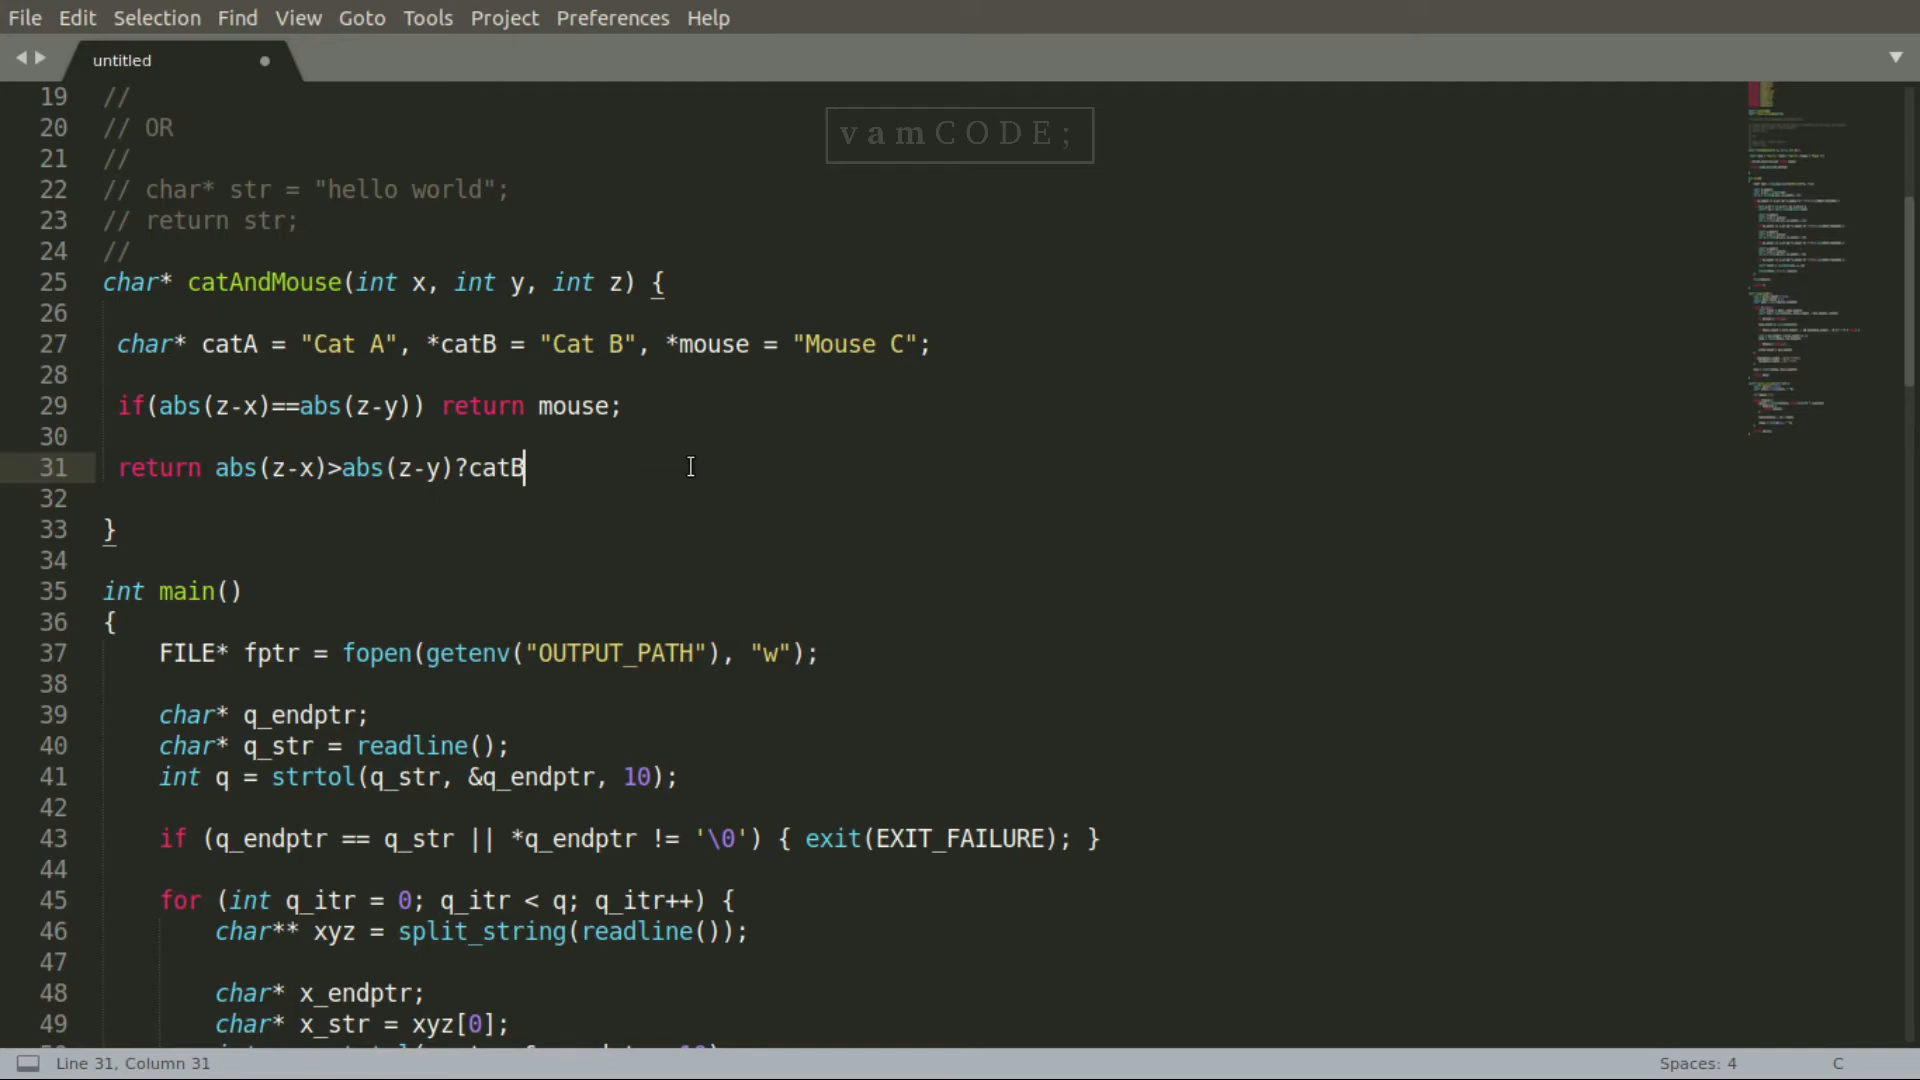 File Edit Selection Find View Goto Tools Project Preferences Help
untitled
vamCODE;
19 //
20 // OR
21 //
22 // char* str = "hello world";
23 // return str;
24 //
25 char* catAndMouse(int x, int y, int z) {
26
27 char* catA = "Cat A", *catB = "Cat B", *mouse = "Mouse C";
28
29 if(abs(z-x)==abs(z-y)) return mouse;
30
31 return abs(z-x)>abs(z-y)?catB
32
33 }
34
35 int main()
36 {
37 FILE* fptr = fopen(getenv("OUTPUT_PATH"), "w");
38
39 char* q_endptr;
40 char* q_str = readline();
41 int q = strtol(q_str, &q_endptr, 10);
42
43 if (q_endptr == q_str || *q_endptr != '\0') { exit(EXIT_FAILURE); }
44
45 for (int q_itr = 0; q_itr < q; q_itr++) {
46 char** xyz = split_string(readline());
47
48 char* x_endptr;
49 char* x_str = xyz[0];
Line 31, Column 31
Spaces: 4
C